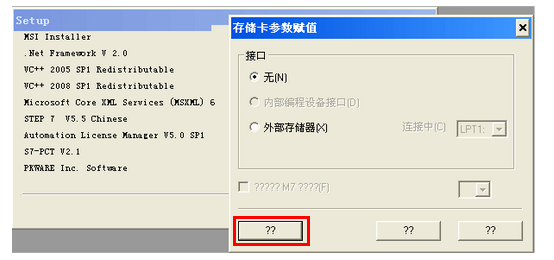 Setup
MSI Installer
.Net Framework V 2.0
VC++ 2005 SP1 Redistributable
VC++ 2008 SP1 Redistributable
Microsoft Core XML Services (MSXML) 6
STEP 7  V5.5 Chinese
Automation License Manager V5.0 SP1
S7-PCT V2.1
PKWARE Inc. Software
存储卡参数赋值
接口
无(N)
内部编程设备接口(D)
外部存储器(X) 连接中(C) LPT1:
????? M7 ????(F)
?? ?? ??